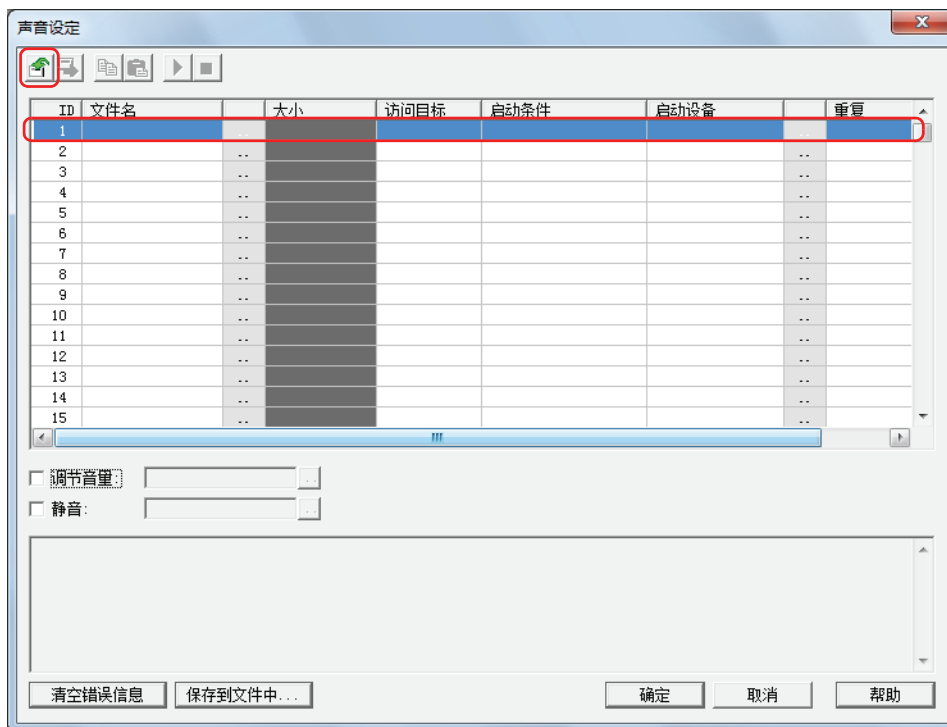 声音设定
ID 文件名 大小 访问目标 启动条件 启动设备 重复
1 .. ..
2 .. ..
3 .. ..
4 .. ..
5 .. ..
6 .. ..
7 .. ..
8 .. ..
9 .. ..
10 .. ..
11 .. ..
12 .. ..
13 .. ..
14 .. ..
15 .. ..
调节音量: ..
静音: ..
清空错误信息 保存到文件中... 确定 取消 帮助